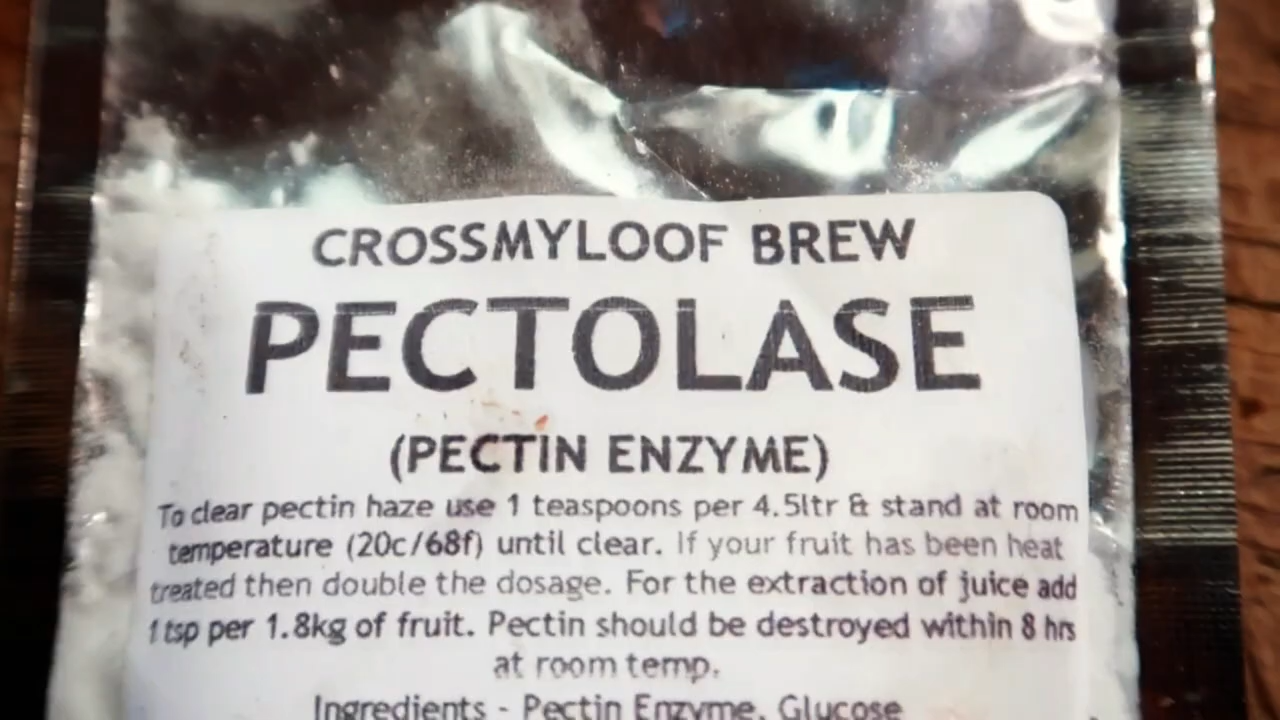 CROSSMYLOOF BREW
PECTOLASE
(PECTIN ENZYME)
To clear pectin haze use 1 teaspoons per 4.5ltr & stand at room
temperature (20c/68f) until clear. If your fruit has been heat
treated then double the dosage. For the extraction of juice add
1 tsp per 1.8kg of fruit. Pectin should be destroyed within 8 hrs
at room temp.
Ingredients - Pectin Enzyme, Glucose